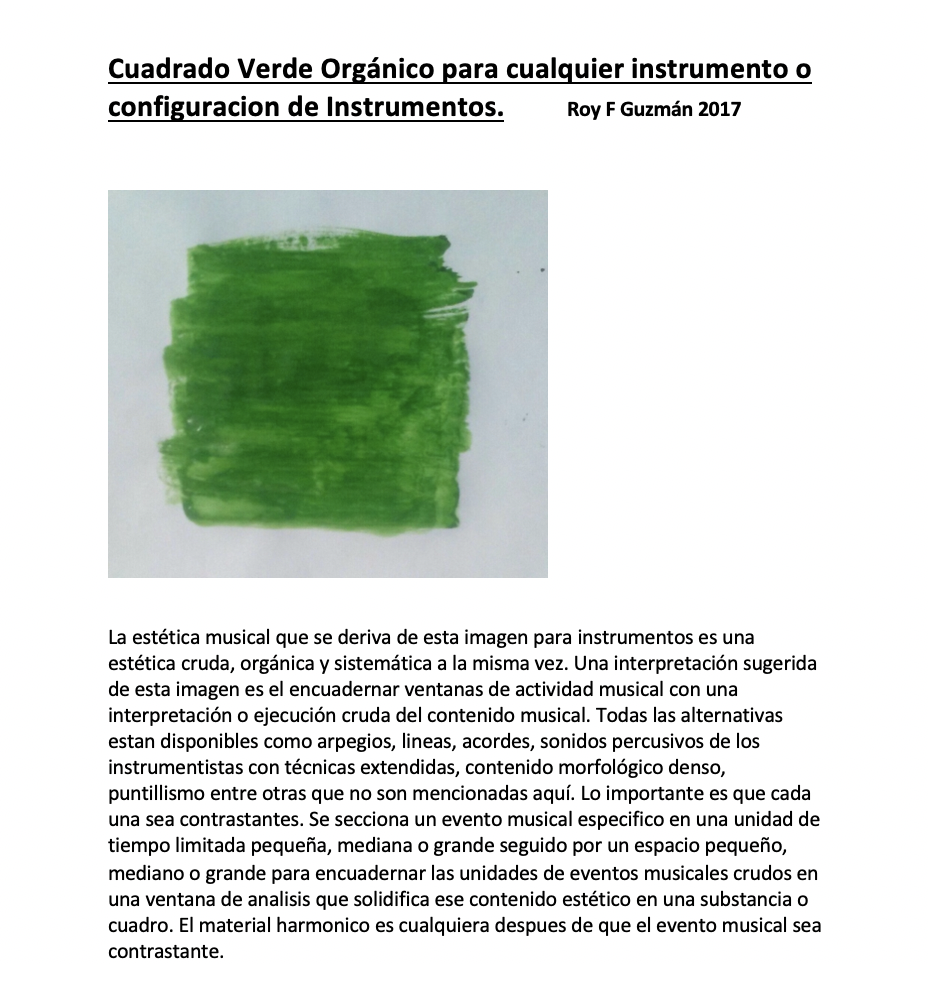 Cuadrado Verde Orgánico para cualquier instrumento o
configuracion de Instrumentos. Roy F Guzmán 2017
La estética musical que se deriva de esta imagen para instrumentos es una
estética cruda, orgánica y sistemática a la misma vez. Una interpretación sugerida
de esta imagen es el encuadernar ventanas de actividad musical con una
interpretación o ejecución cruda del contenido musical. Todas las alternativas
estan disponibles como arpegios, lineas, acordes, sonidos percusivos de los
instrumentistas con técnicas extendidas, contenido morfológico denso,
puntillismo entre otras que no son mencionadas aquí. Lo importante es que cada
una sea contrastantes. Se secciona un evento musical especifico en una unidad de
tiempo limitada pequeña, mediana o grande seguido por un espacio pequeño,
mediano o grande para encuadernar las unidades de eventos musicales crudos en
una ventana de analisis que solidifica ese contenido estético en una substancia o
cuadro. El material harmonico es cualquiera despues de que el evento musical sea
contrastante.